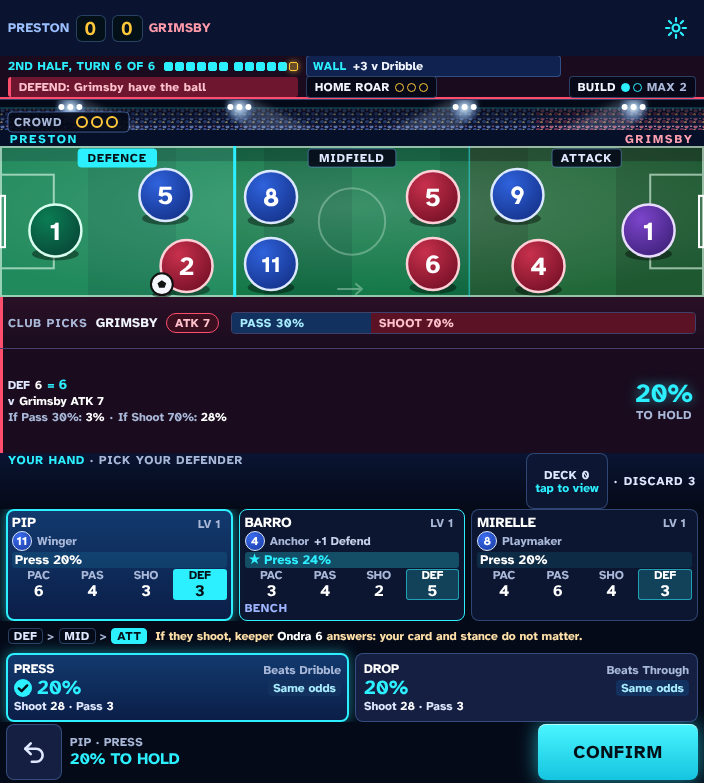 PRESTON 0 0 GRIMSBY
2ND HALF, TURN 6 OF 6
WALL +3 v Dribble
DEFEND: Grimsby have the ball
HOME ROAR
BUILD MAX 2
CROWD
PRESTON GRIMSBY
DEFENCE MIDFIELD ATTACK
5 8 5 9
1 1
2 11 6 4
CLUB PICKS GRIMSBY ATK 7 PASS 30% SHOOT 70%
DEF 6 = 6
v Grimsby ATK 7
If Pass 30%: 3% · If Shoot 70%: 28%
20%
TO HOLD
YOUR HAND · PICK YOUR DEFENDER
DECK 0
tap to view
· DISCARD 3
PIP LV 1
11 Winger
Press 20%
PAC PAS SHO DEF
6 4 3 3
BARRO LV 1
4 Anchor +1 Defend
★ Press 24%
PAC PAS SHO DEF
3 4 2 5
BENCH
MIRELLE LV 1
8 Playmaker
Press 20%
PAC PAS SHO DEF
4 6 4 3
DEF > MID > ATT If they shoot, keeper Ondra 6 answers: your card and stance do not matter.
PRESS Beats Dribble
20% Same odds
Shoot 28 · Pass 3
DROP Beats Through
20% Same odds
Shoot 28 · Pass 3
PIP · PRESS
20% TO HOLD
CONFIRM